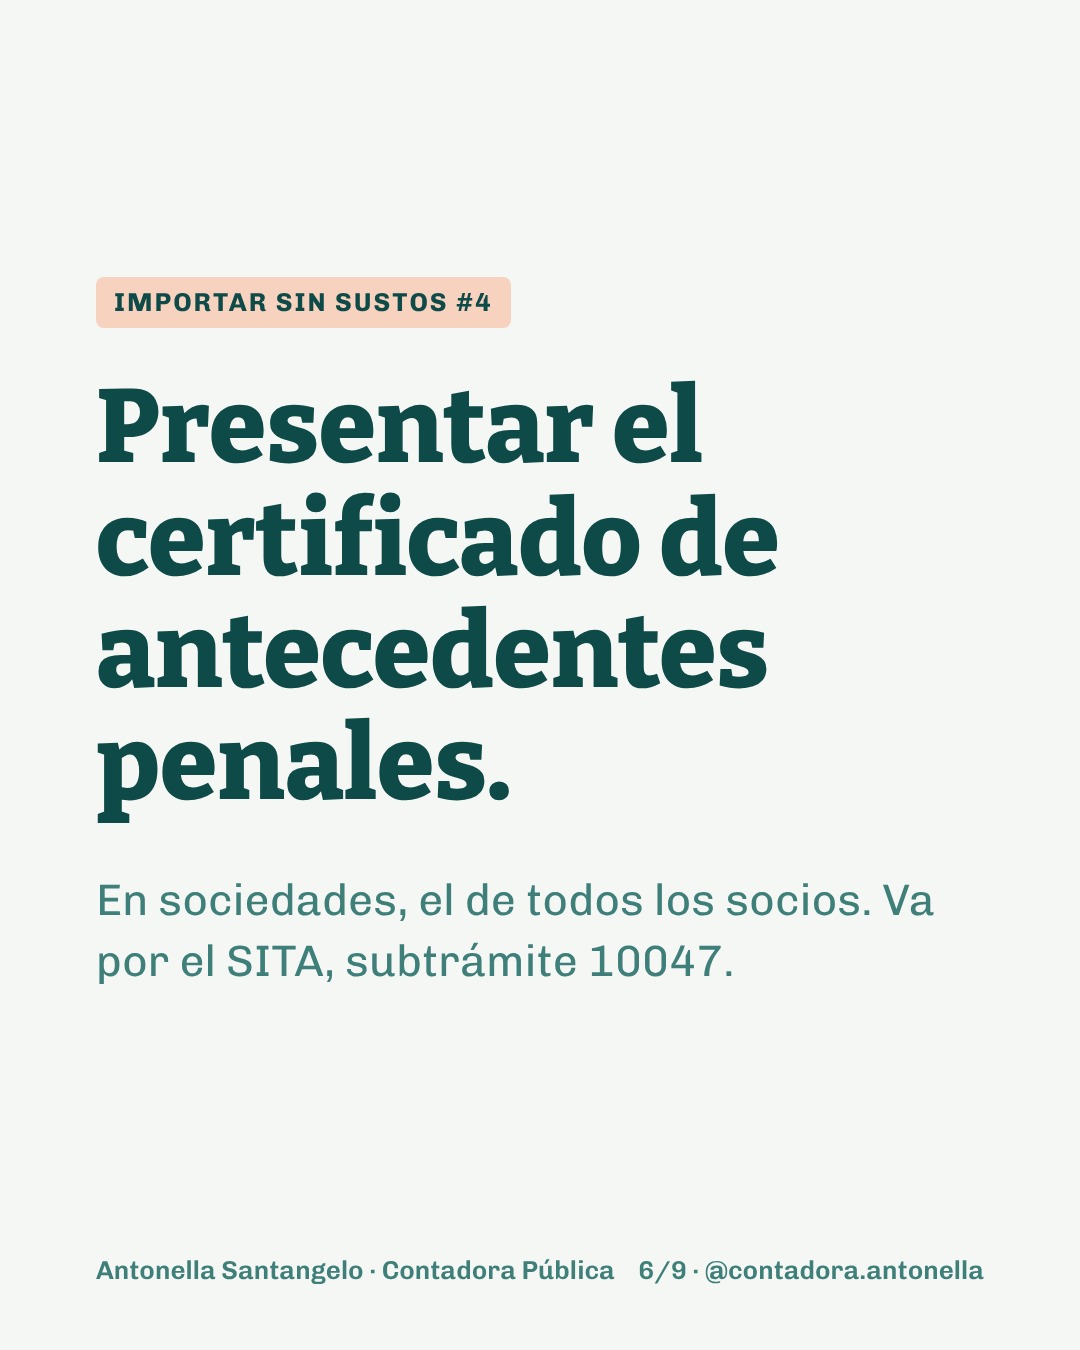 IMPORTAR SIN SUSTOS #4
Presentar el
certificado de
antecedentes
penales.
En sociedades, el de todos los socios. Va
por el SITA, subtrámite 10047.
Antonella Santangelo · Contadora Pública 6/9 · @contadora.antonella